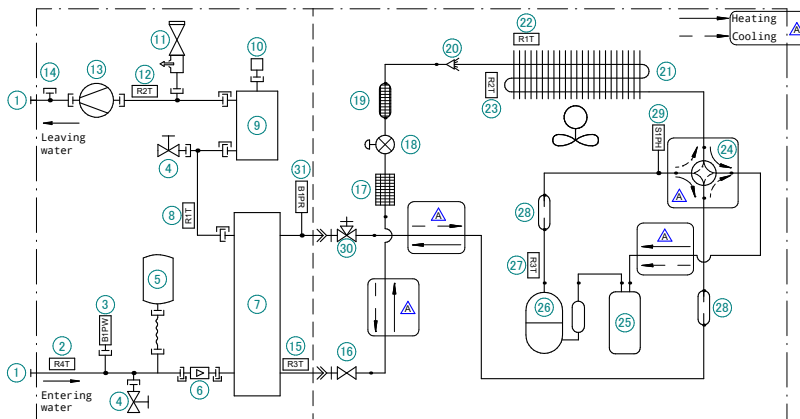 22
R1T
Heating
Cooling
A
11
10
20
14
13
12
R2T
21
19
R2T
23
1
Leaving
water
9
29
S1PH
4
18
24
31
B1PR
17
A
8
R1T
28
A
A
30
27
R3T
5
A
26
25
28
3
B1PW
7
2
R4T
15
R3T
16
1
Entering
water
6
4